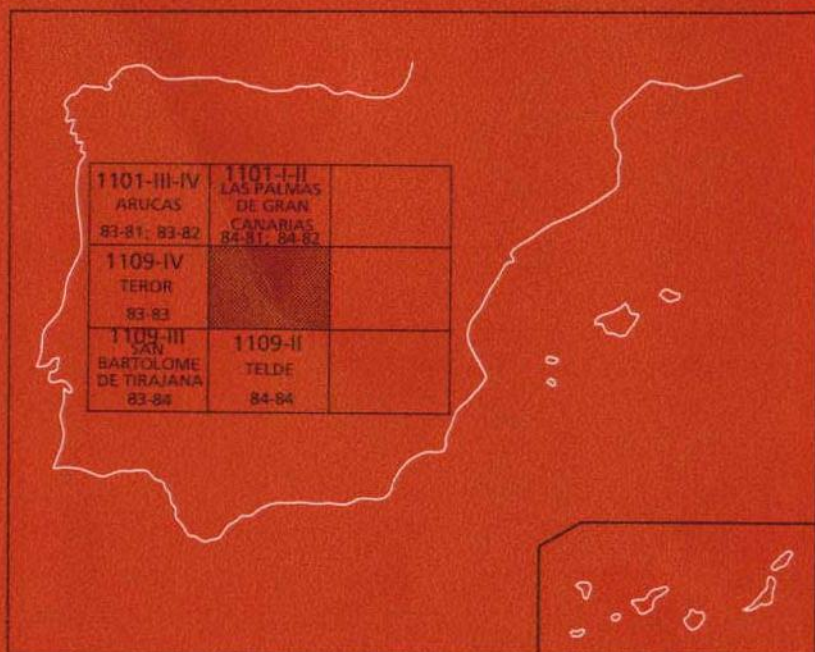 1101-III-IV
ARUCAS
83-81; 83-82
1101-I-II
LAS PALMAS
DE GRAN
CANARIAS
84-81; 84-82
1109-IV
TEROR
83-83
1109-III
SAN
BARTOLOME
DE TIRAJANA
83-84
1109-II
TELDE
84-84